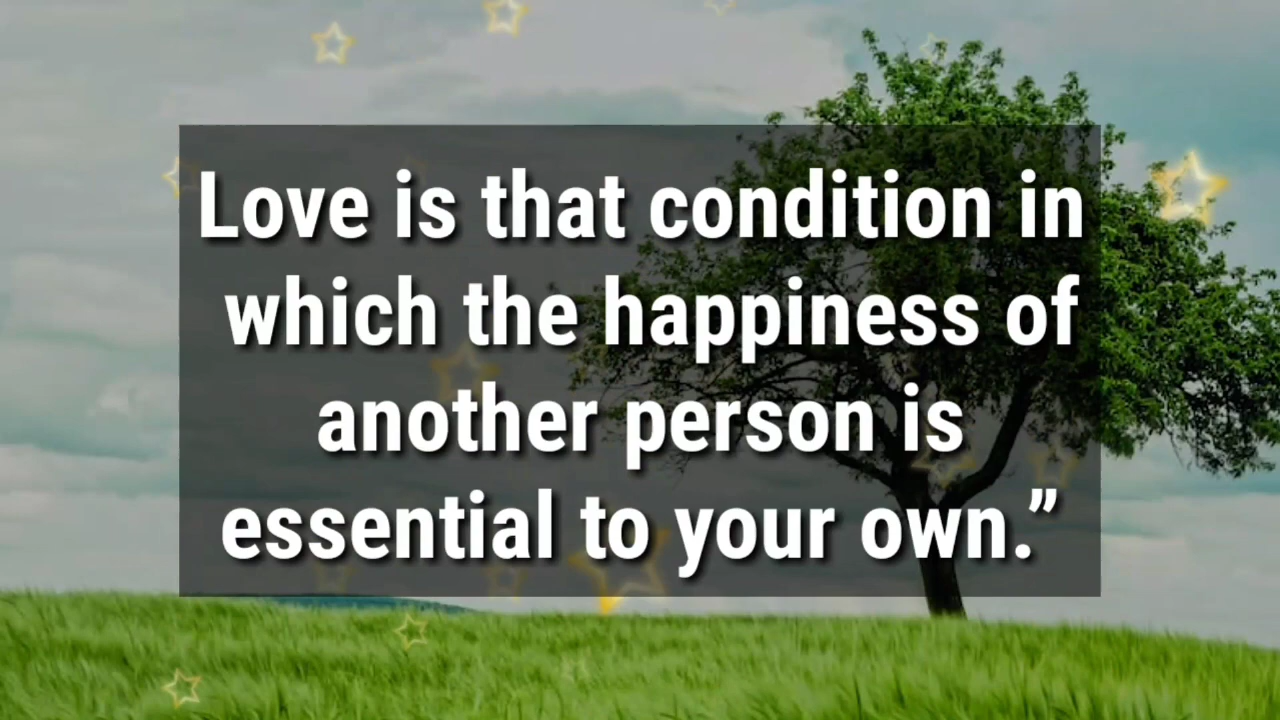 Love is that condition in
which the happiness of
another person is
essential to your own.”